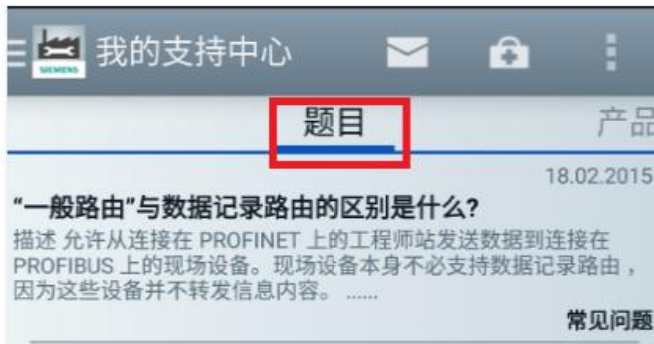 SIEMENS
我的支持中心
题目
产品
18.02.2015
“一般路由”与数据记录路由的区别是什么?
描述 允许从连接在 PROFINET 上的工程师站发送数据到连接在
PROFIBUS 上的现场设备。现场设备本身不必支持数据记录路由，
因为这些设备并不转发信息内容。 ......
常见问题